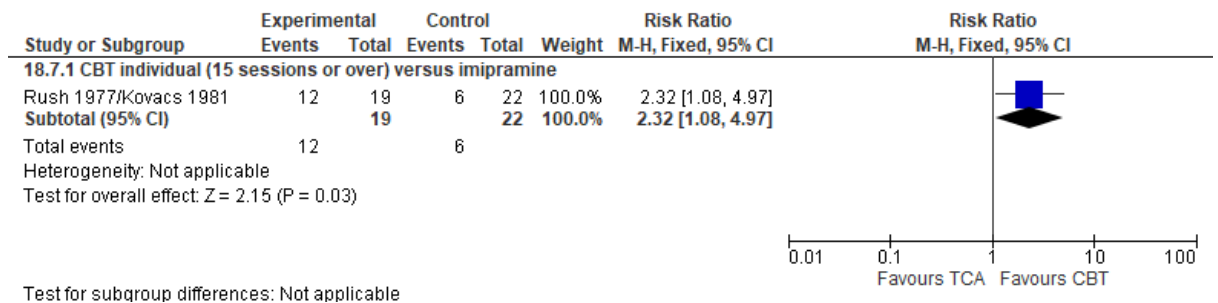 Experimental Control Risk Ratio Risk Ratio
Study or Subgroup Events Total Events Total Weight M-H, Fixed, 95% CI M-H, Fixed, 95% CI
18.7.1 CBT individual (15 sessions or over) versus imipramine
Rush 1977/Kovacs 1981 12 19 6 22 100.0% 2.32 [1.08, 4.97]
Subtotal (95% CI) 19 22 100.0% 2.32 [1.08, 4.97]
Total events 12 6
Heterogeneity: Not applicable
Test for overall effect: Z = 2.15 (P = 0.03)
0.01 0.1 1 10 100
Favours TCA Favours CBT
Test for subgroup differences: Not applicable